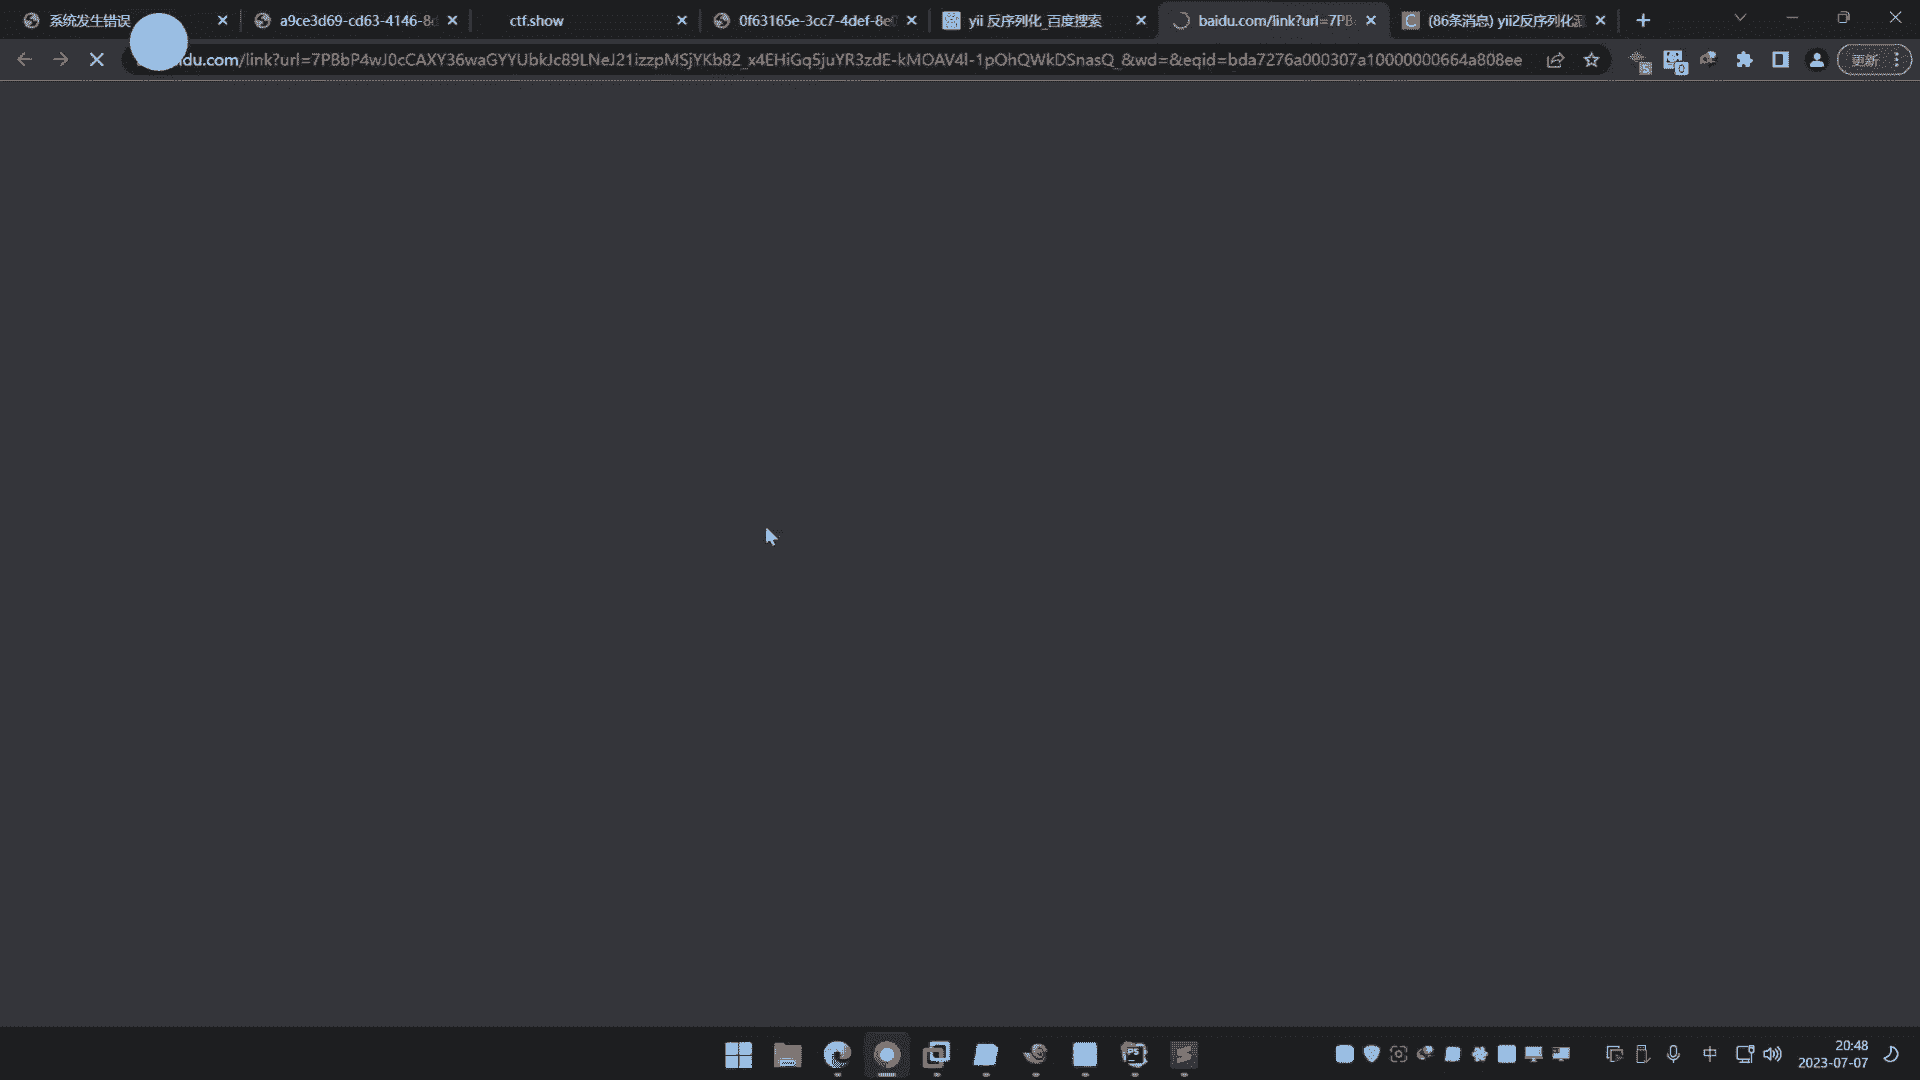 系统发生错误
a9ce3d69-cd63-4146-8
ctf.show
0f63165e-3cc7-4def-8e
yii 反序列化_百度搜索
baidu.com/link?url=7PB
(86条消息) yii2反序列化
du.com/link?url=7PBbP4wJ0cCAXY36waGYYUbkJc89LNeJ21izzpMSjYKb82_x4EHiGq5juYR3zdE-kMOAV4l-1pOhQWkDSnasQ_&wd=&eqid=bda7276a000307a10000000664a808ee
更新
中
20:48
2023-07-07